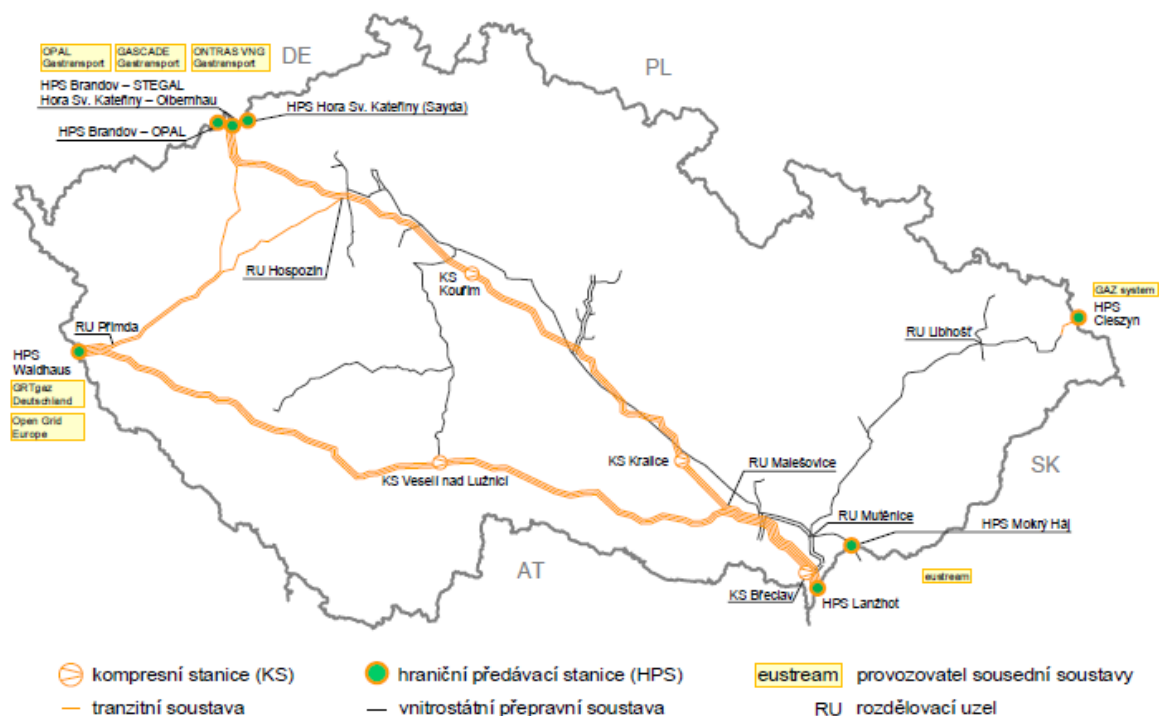 OPAL
Gastransport
GASCADE
Gastransport
ONTRAS VNG
Gastransport
DE
PL
HPS Brandov – STEGAL
Hora Sv. Kateřiny – Olbernhau
HPS Hora Sv. Kateřiny (Sayda)
HPS Brandov – OPAL
RU Hospozín
KS
Kouřim
GAZ system
HPS
Cieszyn
RU Přimda
RU Libhošť
HPS
Waldhaus
GRTgaz
Deutschland
Open Grid
Europe
KS Kralice
RU Malešovice
SK
KS Veselí nad Lužnicí
RU Mutěnice
HPS Mokrý Háj
AT
eustream
KS Břeclav
HPS Lanžhot
kompresní stanice (KS)
hraniční předávací stanice (HPS)
eustream
provozovatel sousední soustavy
tranzitní soustava
vnitrostátní přepravní soustava
RU rozdělovací uzel